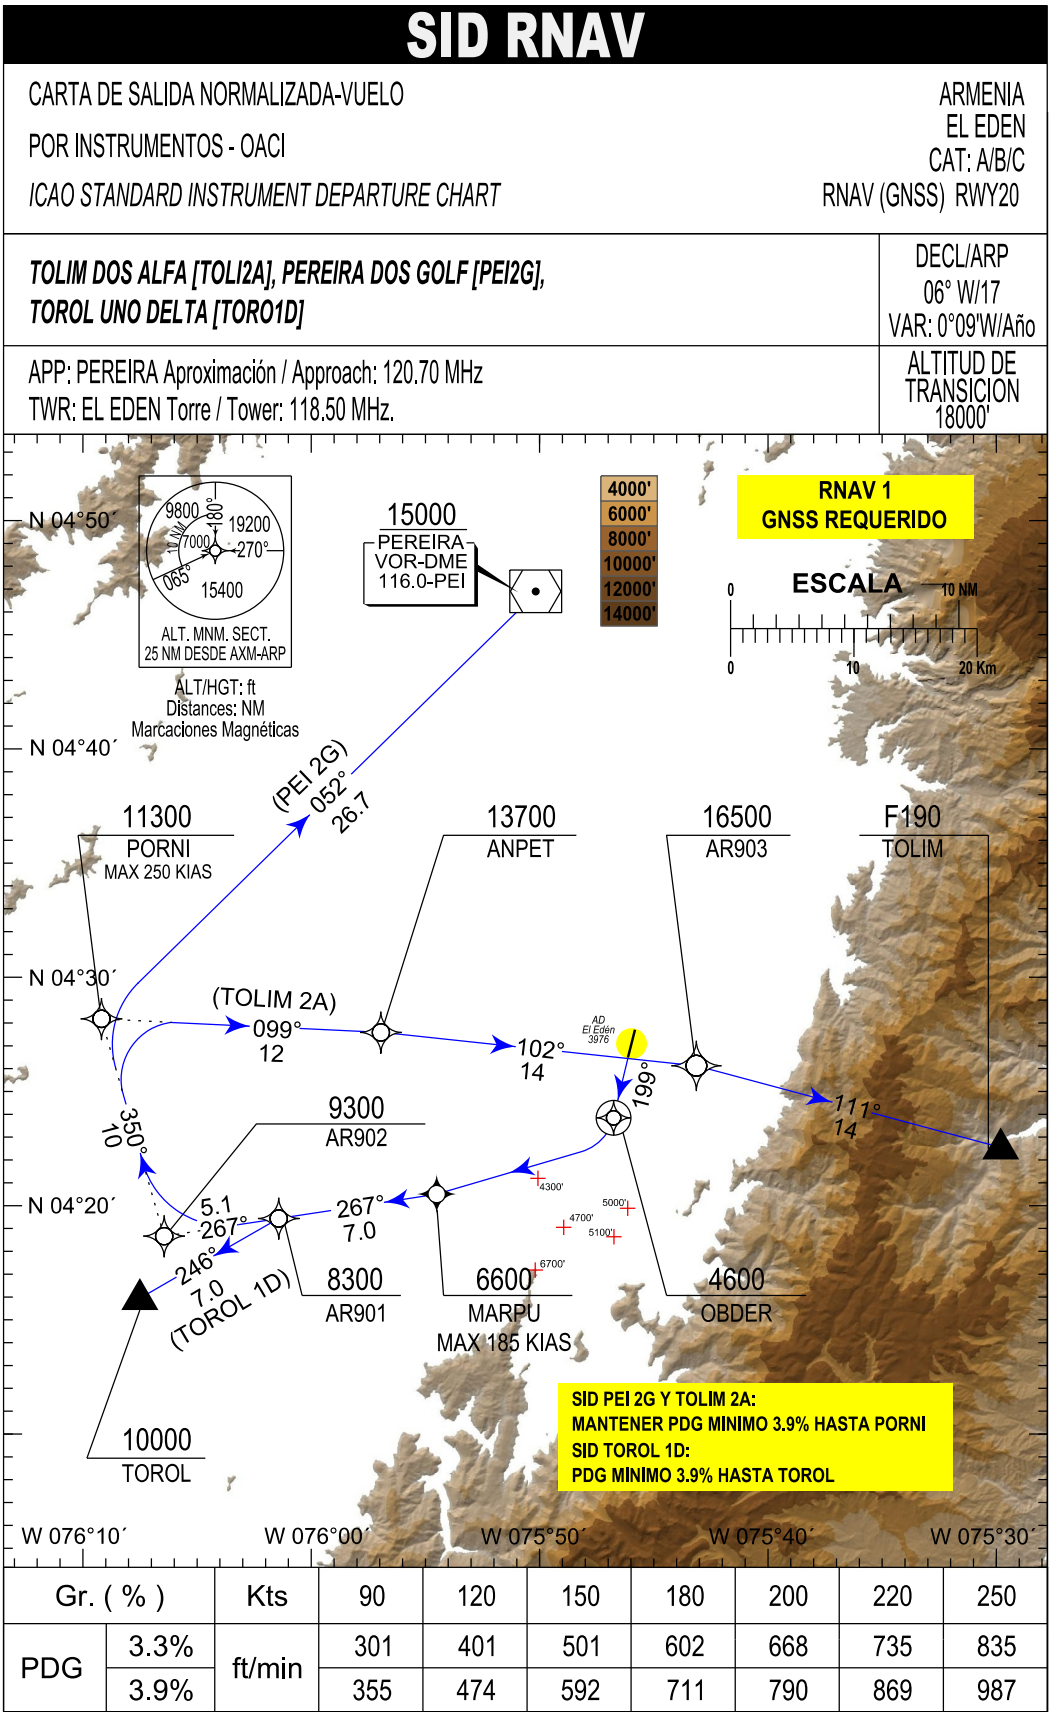 SID RNAV
CARTA DE SALIDA NORMALIZADA-VUELO
POR INSTRUMENTOS - OACI
ICAO STANDARD INSTRUMENT DEPARTURE CHART
ARMENIA
EL EDEN
CAT: A/B/C
RNAV (GNSS) RWY20
TOLIM DOS ALFA [TOLI2A], PEREIRA DOS GOLF [PEI2G],
TOROL UNO DELTA [TORO1D]
DECL/ARP
06° W/17
VAR: 0°09'W/Año
APP: PEREIRA Aproximación / Approach: 120.70 MHz
TWR: EL EDEN Torre / Tower: 118.50 MHz.
ALTITUD DE
TRANSICION
18000'
N 04°50´
9800
180°
19200
10 NM
7000
270°
065°
15400
ALT. MNM. SECT.
25 NM DESDE AXM-ARP
ALT/HGT: ft
Distances: NM
Marcaciones Magnéticas
15000
PEREIRA
VOR-DME
116.0-PEI
4000'
6000'
8000'
10000'
12000'
14000'
RNAV 1
GNSS REQUERIDO
ESCALA
0
10 NM
0
10
20 Km
N 04°40´
(PEI 2G)
052°
26.7
11300
PORNI
MAX 250 KIAS
13700
ANPET
16500
AR903
F190
TOLIM
N 04°30´
(TOLIM 2A)
099°
12
102°
14
AD
El Edén
3976
199°
111°
14
350°
10
9300
AR902
N 04°20´
5.1
267°
267°
7.0
4300'
5000'
4700'
5100'
6700'
246°
7.0
(TOROL 1D)
8300
AR901
6600
MARPU
MAX 185 KIAS
4600
OBDER
10000
TOROL
SID PEI 2G Y TOLIM 2A:
MANTENER PDG MINIMO 3.9% HASTA PORNI
SID TOROL 1D:
PDG MINIMO 3.9% HASTA TOROL
W 076°10´
W 076°00´
W 075°50´
W 075°40´
W 075°30´
Gr. ( % ) Kts 90 120 150 180 200 220 250
PDG 3.3% ft/min 301 401 501 602 668 735 835
3.9% 355 474 592 711 790 869 987